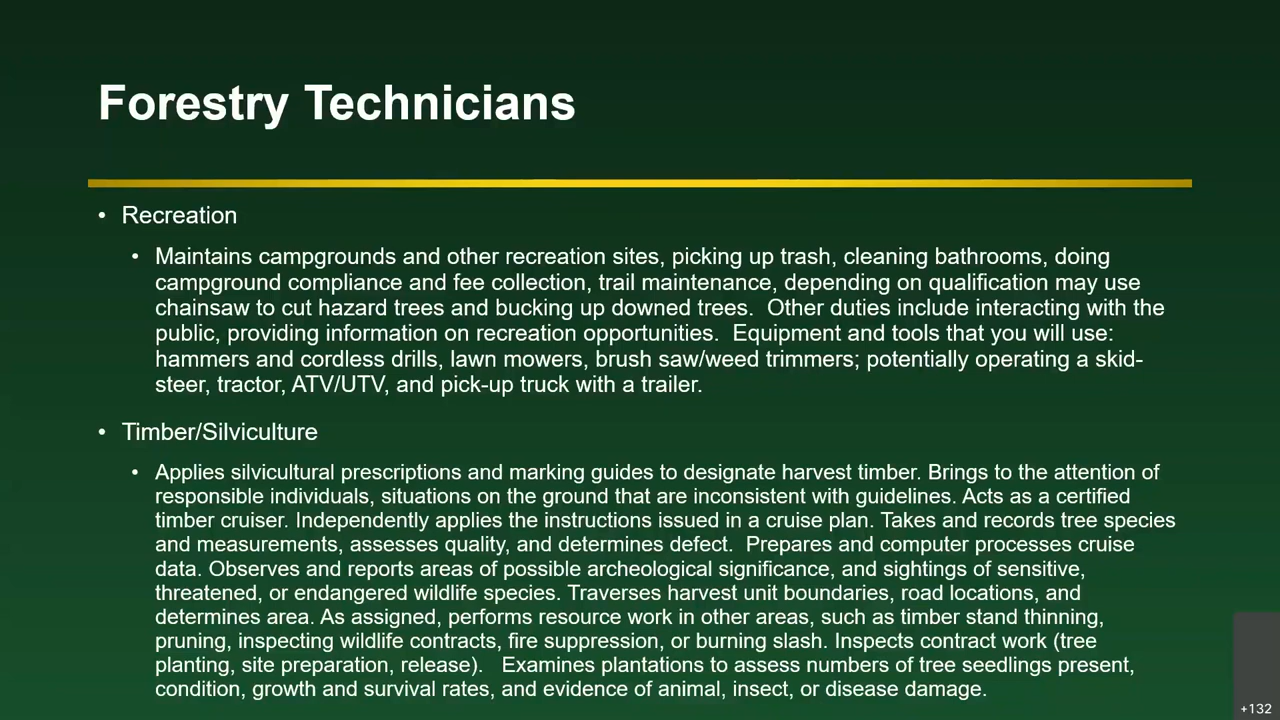 Forestry Technicians
• Recreation
• Maintains campgrounds and other recreation sites, picking up trash, cleaning bathrooms, doing
campground compliance and fee collection, trail maintenance, depending on qualification may use
chainsaw to cut hazard trees and bucking up downed trees.  Other duties include interacting with the
public, providing information on recreation opportunities.  Equipment and tools that you will use:
hammers and cordless drills, lawn mowers, brush saw/weed trimmers; potentially operating a skid-
steer, tractor, ATV/UTV, and pick-up truck with a trailer.
• Timber/Silviculture
• Applies silvicultural prescriptions and marking guides to designate harvest timber. Brings to the attention of
responsible individuals, situations on the ground that are inconsistent with guidelines. Acts as a certified
timber cruiser. Independently applies the instructions issued in a cruise plan. Takes and records tree species
and measurements, assesses quality, and determines defect.  Prepares and computer processes cruise
data. Observes and reports areas of possible archeological significance, and sightings of sensitive,
threatened, or endangered wildlife species. Traverses harvest unit boundaries, road locations, and
determines area. As assigned, performs resource work in other areas, such as timber stand thinning,
pruning, inspecting wildlife contracts, fire suppression, or burning slash. Inspects contract work (tree
planting, site preparation, release).   Examines plantations to assess numbers of tree seedlings present,
condition, growth and survival rates, and evidence of animal, insect, or disease damage.
+132